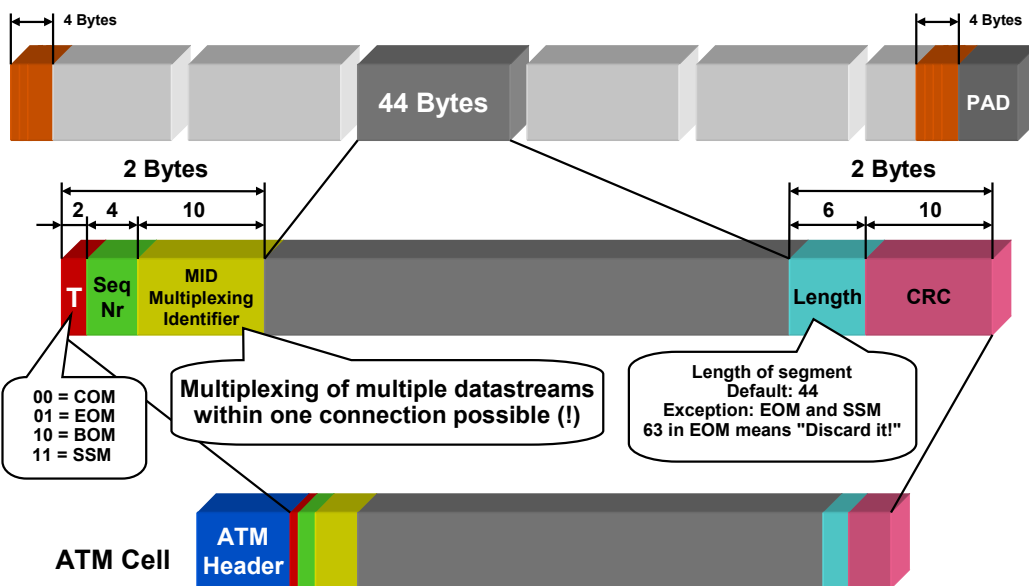 4 Bytes
4 Bytes
44 Bytes
PAD
2 Bytes
2 Bytes
2
4
10
6
10
T
Seq
Nr
MID
Multiplexing
Identifier
Length
CRC
00 = COM
01 = EOM
10 = BOM
11 = SSM
Multiplexing of multiple datastreams
within one connection possible (!)
Length of segment
Default: 44
Exception: EOM and SSM
63 in EOM means "Discard it!"
ATM Cell
ATM
Header